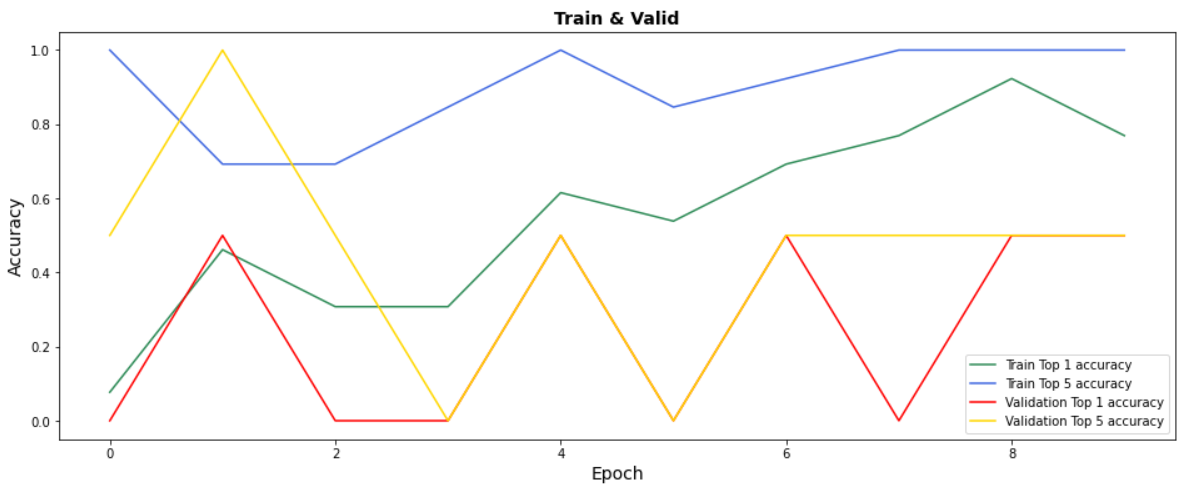 Train & Valid
1.0
0.8
0.6
0.4
0.2
0.0
Accuracy
0 2 4 6 8
Epoch
Train Top 1 accuracy
Train Top 5 accuracy
Validation Top 1 accuracy
Validation Top 5 accuracy